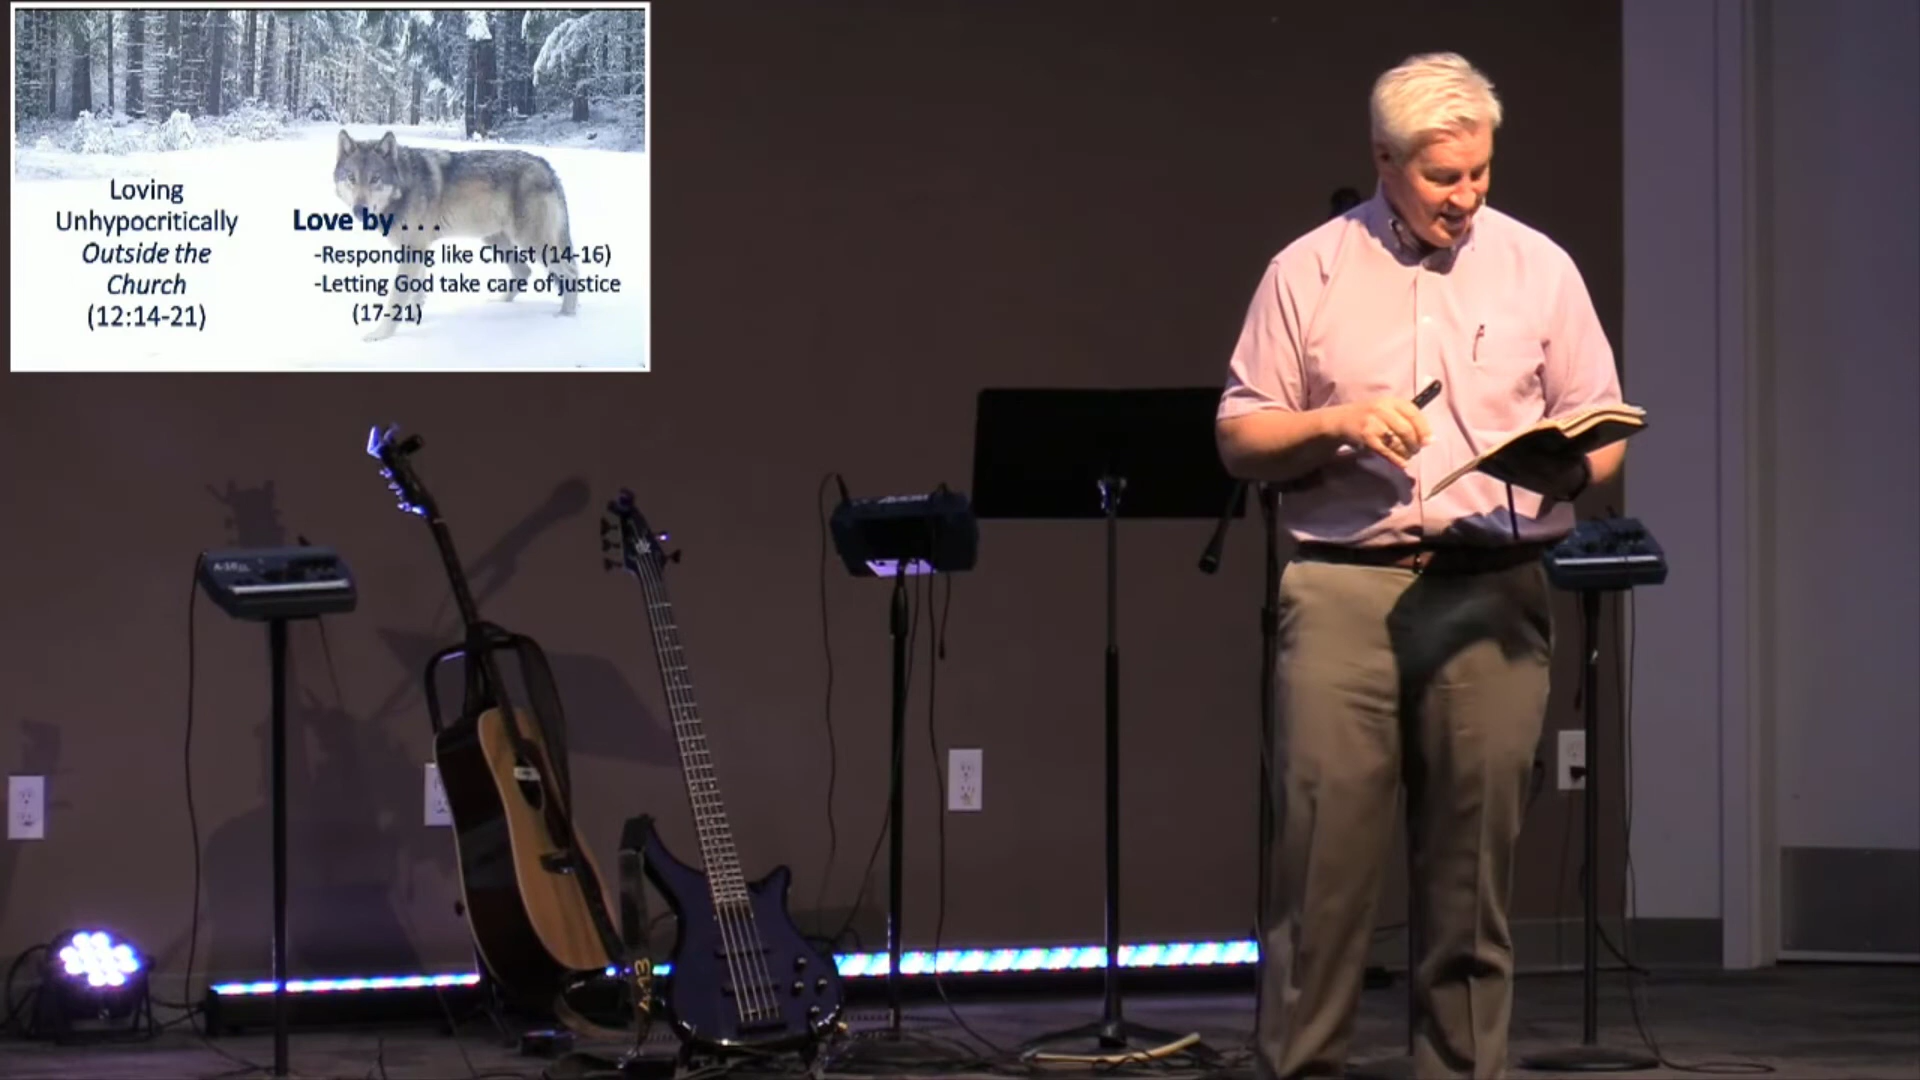 Loving
Unhypocritically
Outside the
Church
(12:14-21)
Love by . . .
-Responding like Christ (14-16)
-Letting God take care of justice
(17-21)
A-16